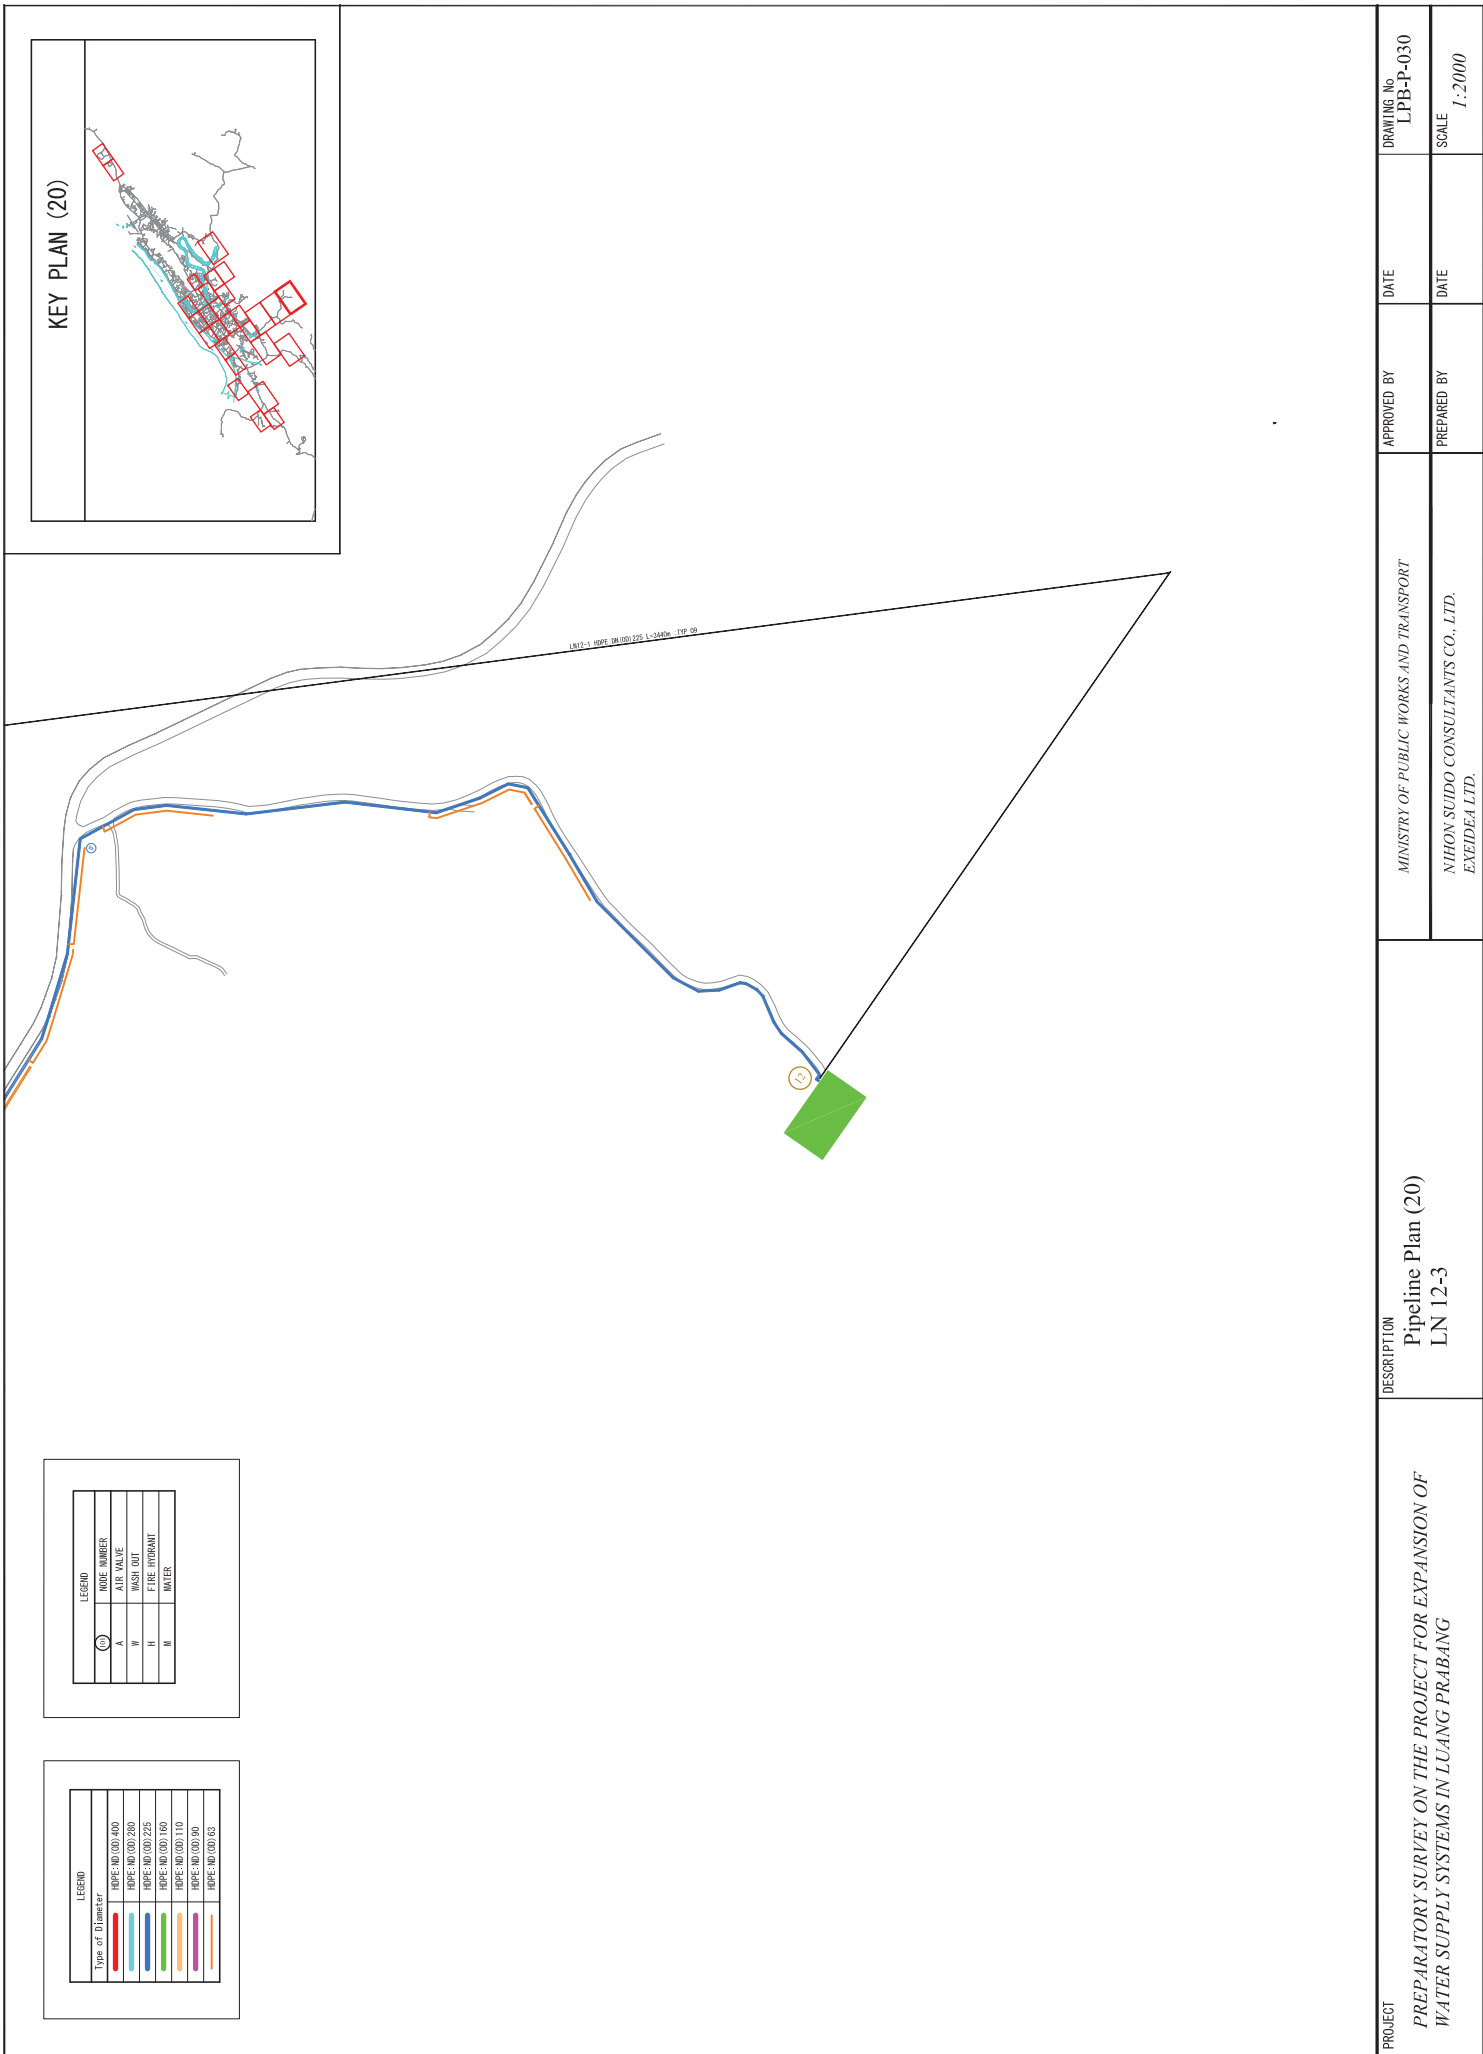 KEY PLAN (20)
LN12-1 HDPE:DN(OD)225 L=3440m :TYP 09
12
LEGEND
101 NODE NUMBER
A AIR VALVE
W WASH OUT
H FIRE HYDRANT
M MATER
LEGEND
Type of Diameter
HDPE:ND(OD)400
HDPE:ND(OD)280
HDPE:ND(OD)225
HDPE:ND(OD)160
HDPE:ND(OD)110
HDPE:ND(OD)90
HDPE:ND(OD)63
PROJECT
PREPARATORY SURVEY ON THE PROJECT FOR EXPANSION OF
WATER SUPPLY SYSTEMS IN LUANG PRABANG
DESCRIPTION
Pipeline Plan (20)
LN 12-3
MINISTRY OF PUBLIC WORKS AND TRANSPORT
NIHON SUIDO CONSULTANTS CO., LTD.
EXEIDEA LTD.
APPROVED BY
DATE
DRAWING No
LPB-P-030
PREPARED BY
DATE
SCALE
1:2000